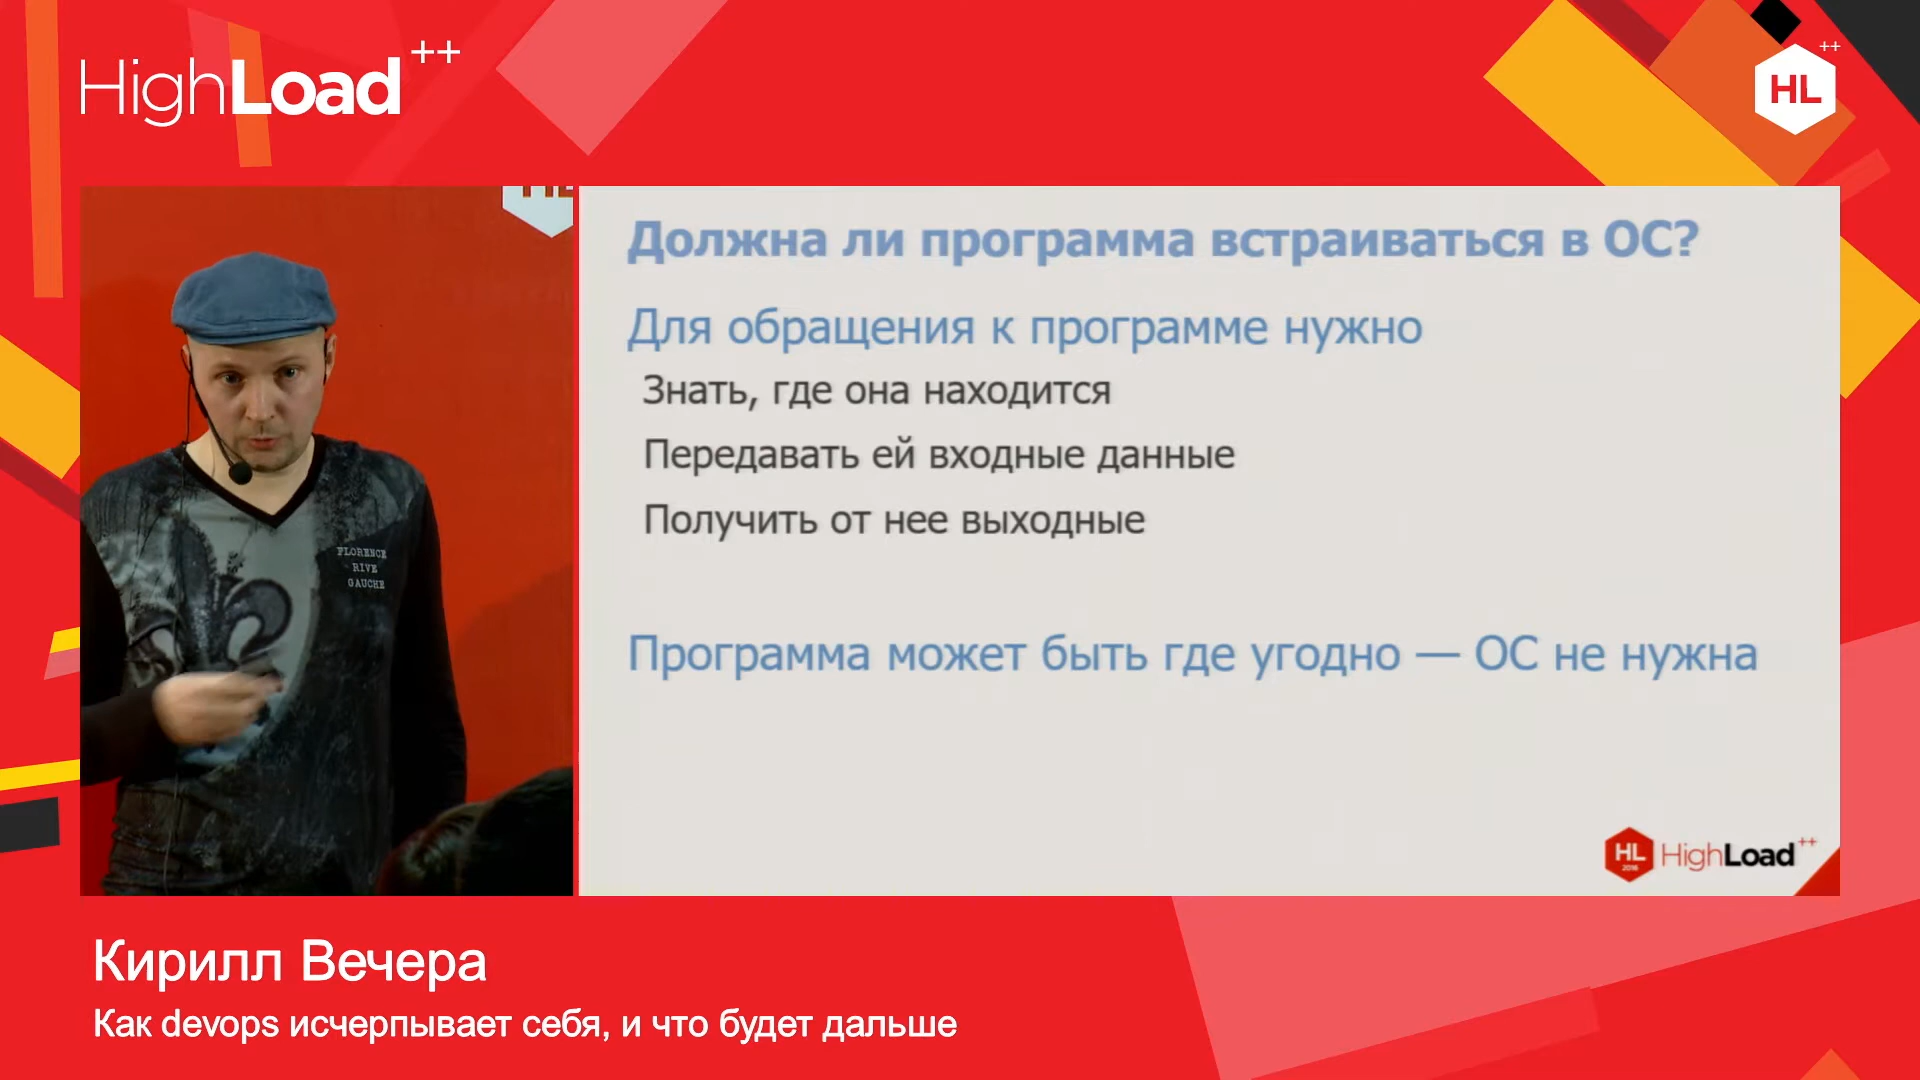 HighLoad++
HL++
Должна ли программа встраиваться в ОС?
Для обращения к программе нужно
Знать, где она находится
Передавать ей входные данные
Получить от нее выходные
Программа может быть где угодно — ОС не нужна
FLORENCE
RIVE
GAUCHE
HL
2016
HighLoad++
Кирилл Вечера
Как devops исчерпывает себя, и что будет дальше